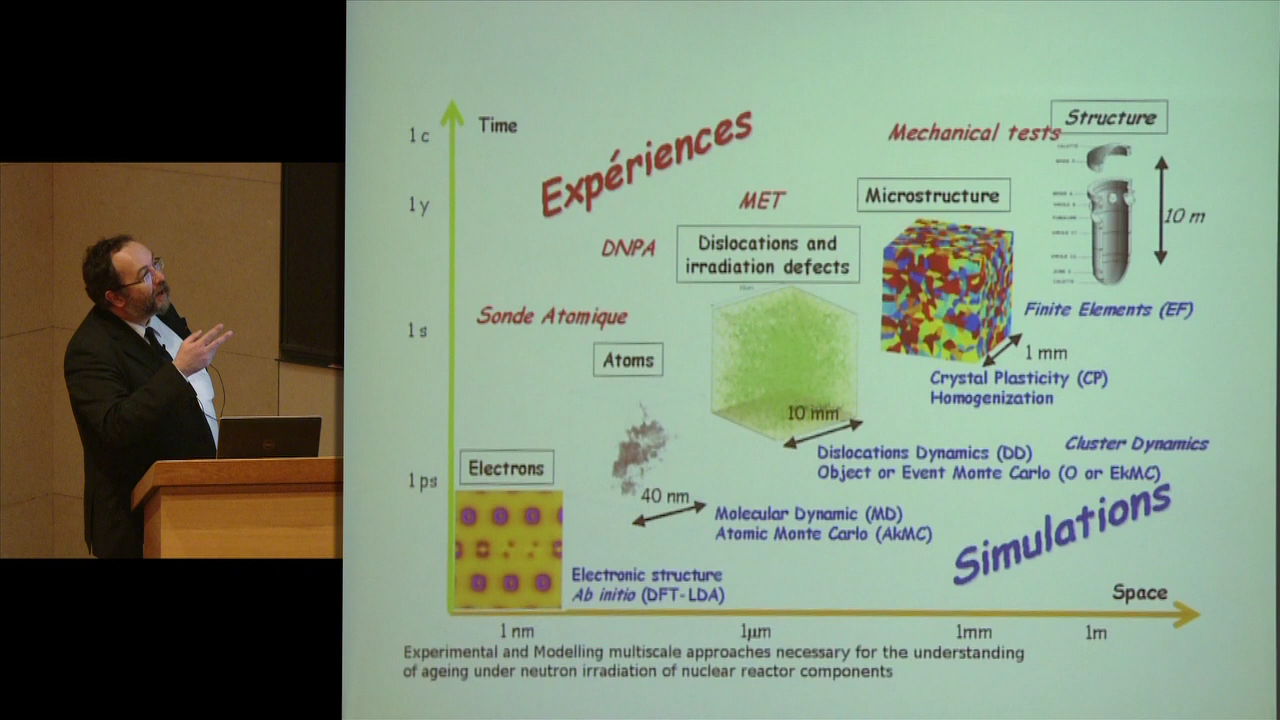 1 c
Time
Expériences
Mechanical tests
Structure
1 y
MET
Microstructure
10 m
DNPA
Dislocations and
irradiation defects
Sonde Atomique
Finite Elements (EF)
1 s
Atoms
1 mm
Crystal Plasticity (CP)
Homogenization
10 mm
Cluster Dynamics
Dislocations Dynamics (DD)
Object or Event Monte Carlo (O or EkMC)
Electrons
1 ps
40 nm
Molecular Dynamic (MD)
Atomic Monte Carlo (AkMC)
Simulations
Electronic structure
Ab initio (DFT-LDA)
Space
1 nm
1µm
1mm
1m
Experimental and Modelling multiscale approaches necessary for the understanding
of ageing under neutron irradiation of nuclear reactor components